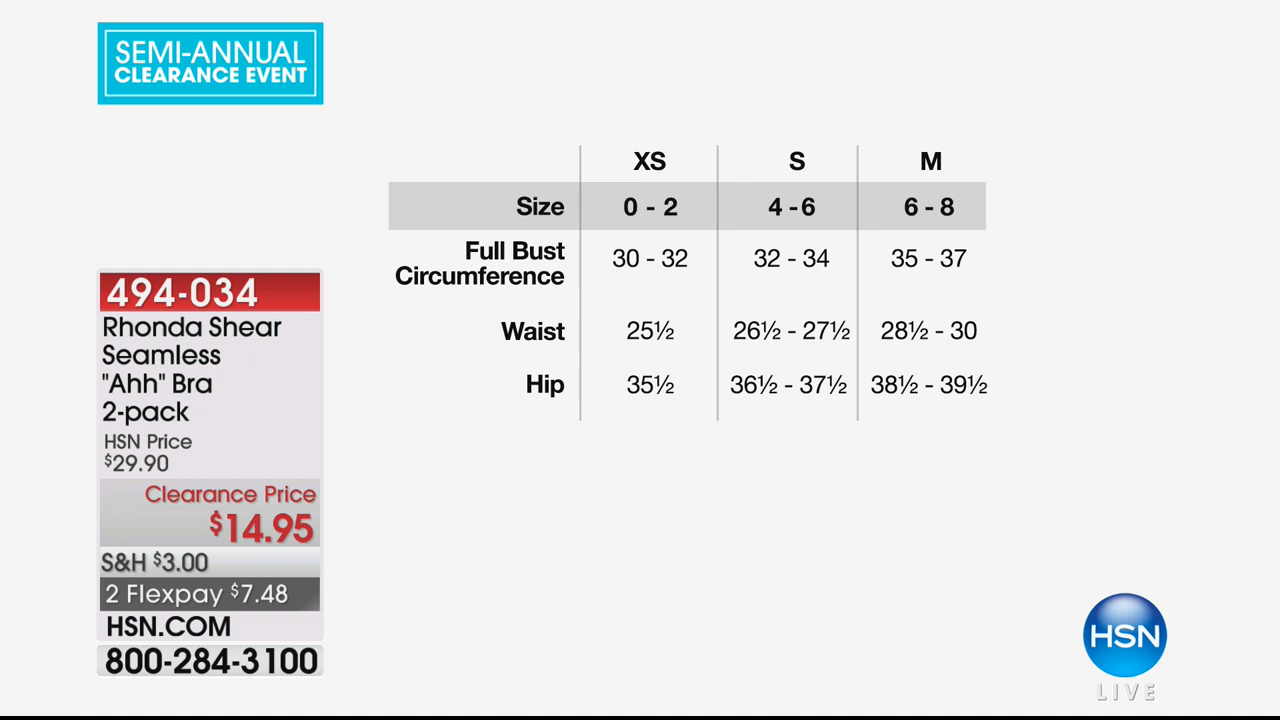 SEMI-ANNUAL
CLEARANCE EVENT
XS S M
Size 0 - 2 4 - 6 6 - 8
Full Bust
Circumference 30 - 32 32 - 34 35 - 37
Waist 25½ 26½ - 27½ 28½ - 30
Hip 35½ 36½ - 37½ 38½ - 39½
494-034
Rhonda Shear
Seamless
"Ahh" Bra
2-pack
HSN Price
$29.90
Clearance Price
$14.95
S&H $3.00
2 Flexpay $7.48
HSN.COM
800-284-3100
HSN
LIVE